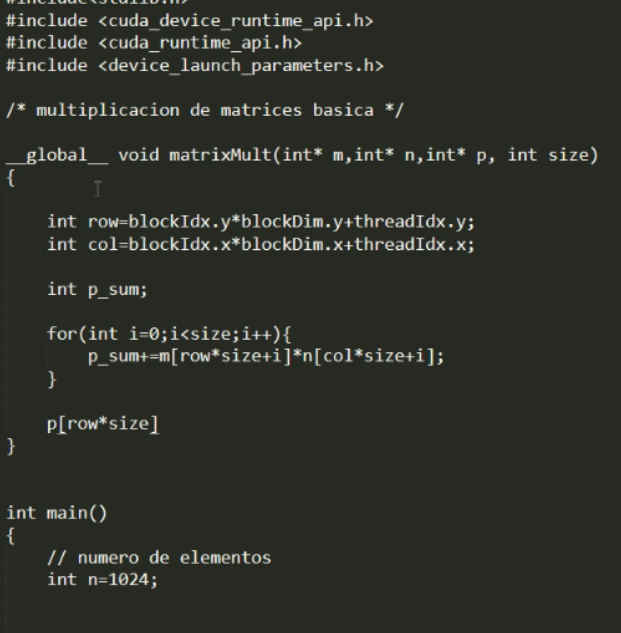 #include<stdlib.h>
#include <cuda_device_runtime_api.h>
#include <cuda_runtime_api.h>
#include <device_launch_parameters.h>
/* multiplicacion de matrices basica */
__global__ void matrixMult(int* m,int* n,int* p, int size)
{
int row=blockIdx.y*blockDim.y+threadIdx.y;
int col=blockIdx.x*blockDim.x+threadIdx.x;
int p_sum;
for(int i=0;i<size;i++){
p_sum+=m[row*size+i]*n[col*size+i];
}
p[row*size]
}
int main()
{
// numero de elementos
int n=1024;